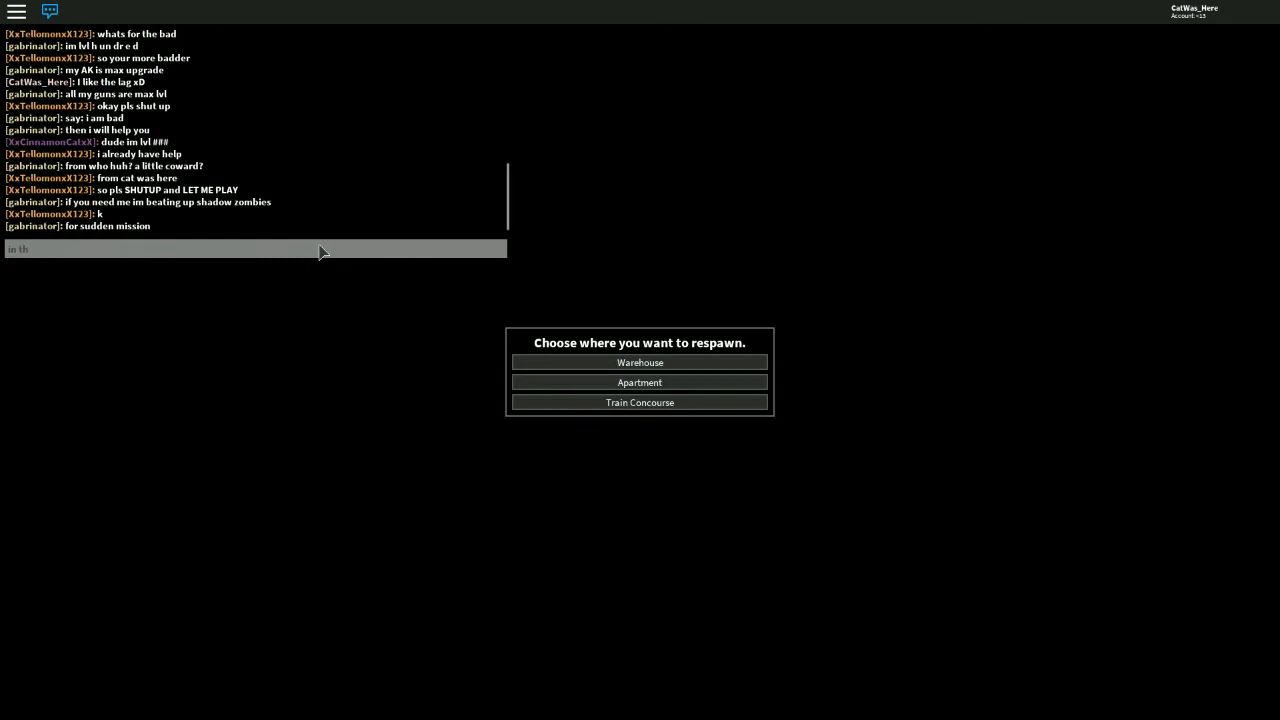 CatWas_Here
Account: <13
[XxTellomonxX123]: whats for the bad
[gabrinator]: im lvl h un dr e d
[XxTellomonxX123]: so your more badder
[gabrinator]: my AK is max upgrade
[CatWas_Here]: I like the lag xD
[gabrinator]: all my guns are max lvl
[XxTellomonxX123]: okay pls shut up
[gabrinator]: say: i am bad
[gabrinator]: then i will help you
[XxCinnamonCatxX]: dude im lvl ###
[XxTellomonxX123]: i already have help
[gabrinator]: from who huh? a little coward?
[XxTellomonxX123]: from cat was here
[XxTellomonxX123]: so pls SHUTUP and LET ME PLAY
[gabrinator]: if you need me im beating up shadow zombies
[XxTellomonxX123]: k
[gabrinator]: for sudden mission
in th
Choose where you want to respawn.
Warehouse
Apartment
Train Concourse